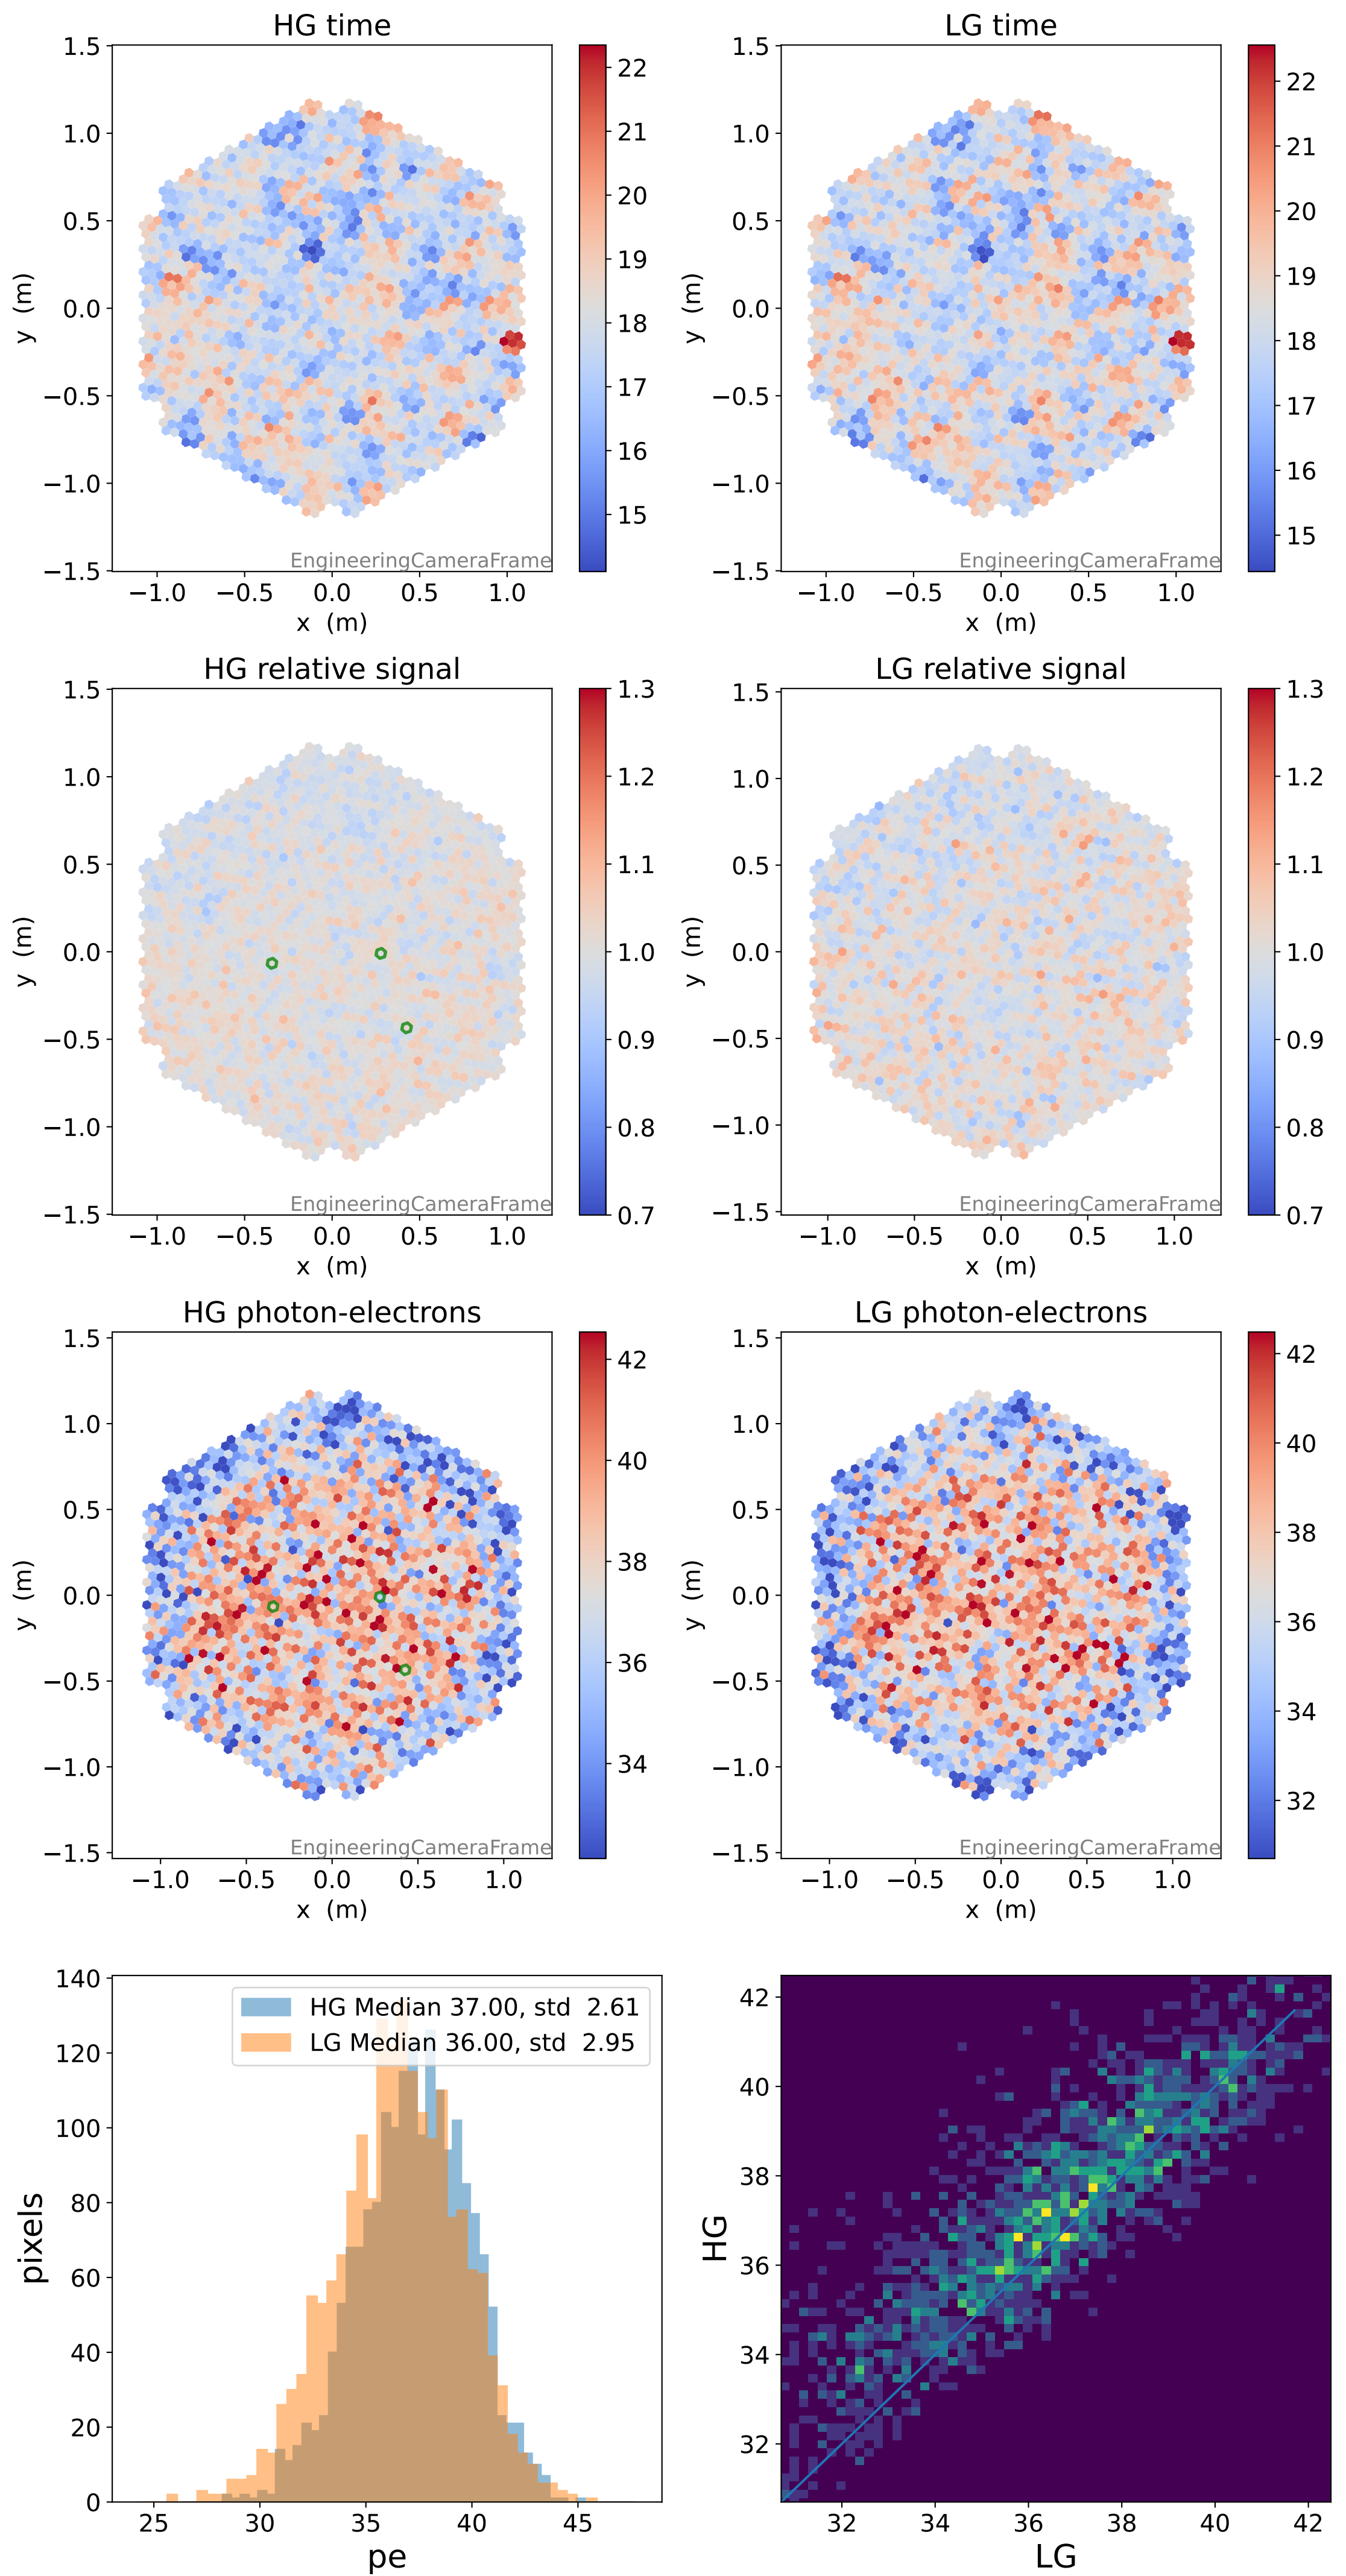 HG time
LG time
1.5
1.0
0.5
0.0
−0.5
−1.0
−1.5
y (m)
−1.0 −0.5 0.0 0.5 1.0
x (m)
EngineeringCameraFrame
22
21
20
19
18
17
16
15
1.5
1.0
0.5
0.0
−0.5
−1.0
−1.5
y (m)
−1.0 −0.5 0.0 0.5 1.0
x (m)
EngineeringCameraFrame
22
21
20
19
18
17
16
15
HG relative signal
LG relative signal
1.5
1.0
0.5
0.0
−0.5
−1.0
−1.5
y (m)
−1.0 −0.5 0.0 0.5 1.0
x (m)
EngineeringCameraFrame
1.3
1.2
1.1
1.0
0.9
0.8
0.7
1.5
1.0
0.5
0.0
−0.5
−1.0
−1.5
y (m)
−1.0 −0.5 0.0 0.5 1.0
x (m)
EngineeringCameraFrame
1.3
1.2
1.1
1.0
0.9
0.8
0.7
HG photon-electrons
LG photon-electrons
1.5
1.0
0.5
0.0
−0.5
−1.0
−1.5
y (m)
−1.0 −0.5 0.0 0.5 1.0
x (m)
EngineeringCameraFrame
42
40
38
36
34
1.5
1.0
0.5
0.0
−0.5
−1.0
−1.5
y (m)
−1.0 −0.5 0.0 0.5 1.0
x (m)
EngineeringCameraFrame
42
40
38
36
34
32
140
120
100
80
60
40
20
0
pixels
HG Median 37.00, std 2.61
LG Median 36.00, std 2.95
25 30 35 40 45
pe
42
40
38
36
34
32
HG
32 34 36 38 40 42
LG